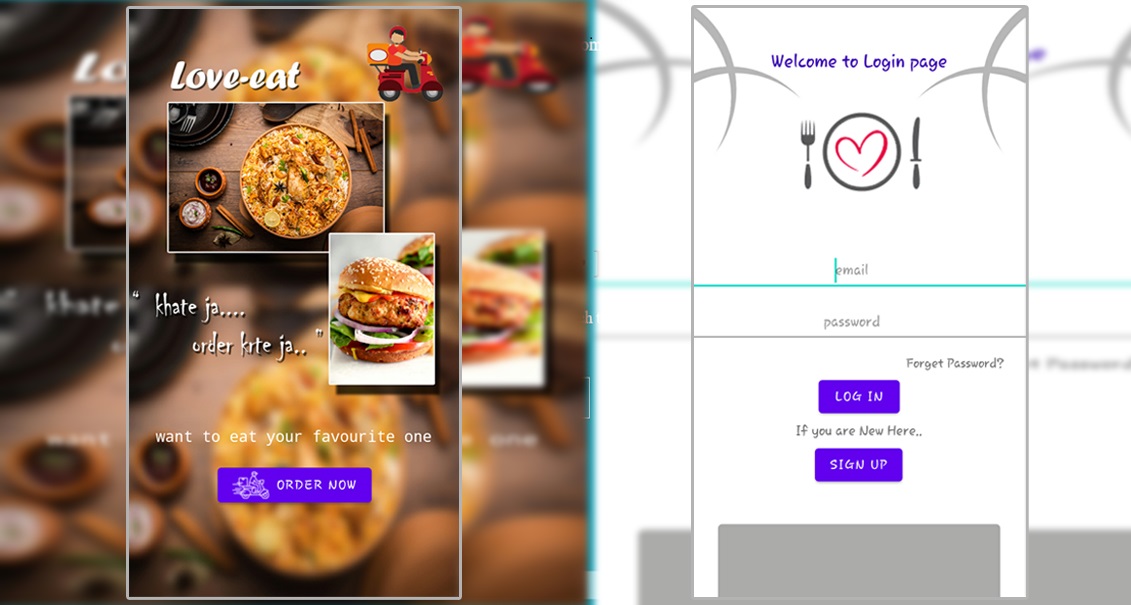 Love-eat
“ khate ja....
order krte ja.. ”
want to eat your favourite one
ORDER NOW
Welcome to Login page
email
password
Forget Password?
LOG IN
If you are New Here..
SIGN UP